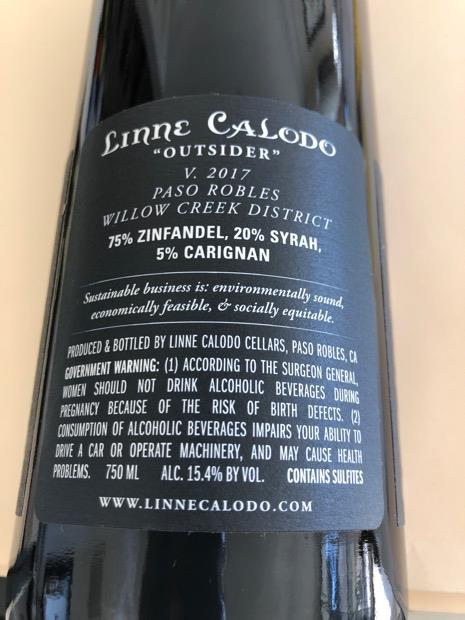 LINNE CALODO
"OUTSIDER"
V. 2017
PASO ROBLES
WILLOW CREEK DISTRICT
75% ZINFANDEL, 20% SYRAH,
5% CARIGNAN
Sustainable business is: environmentally sound,
economically feasible, & socially equitable.
PRODUCED & BOTTLED BY LINNE CALODO CELLARS, PASO ROBLES, CA
GOVERNMENT WARNING: (1) ACCORDING TO THE SURGEON GENERAL,
WOMEN SHOULD NOT DRINK ALCOHOLIC BEVERAGES DURING
PREGNANCY BECAUSE OF THE RISK OF BIRTH DEFECTS. (2)
CONSUMPTION OF ALCOHOLIC BEVERAGES IMPAIRS YOUR ABILITY TO
DRIVE A CAR OR OPERATE MACHINERY, AND MAY CAUSE HEALTH
PROBLEMS. 750 ML ALC. 15.4% BY VOL. CONTAINS SULFITES
WWW.LINNECALODO.COM